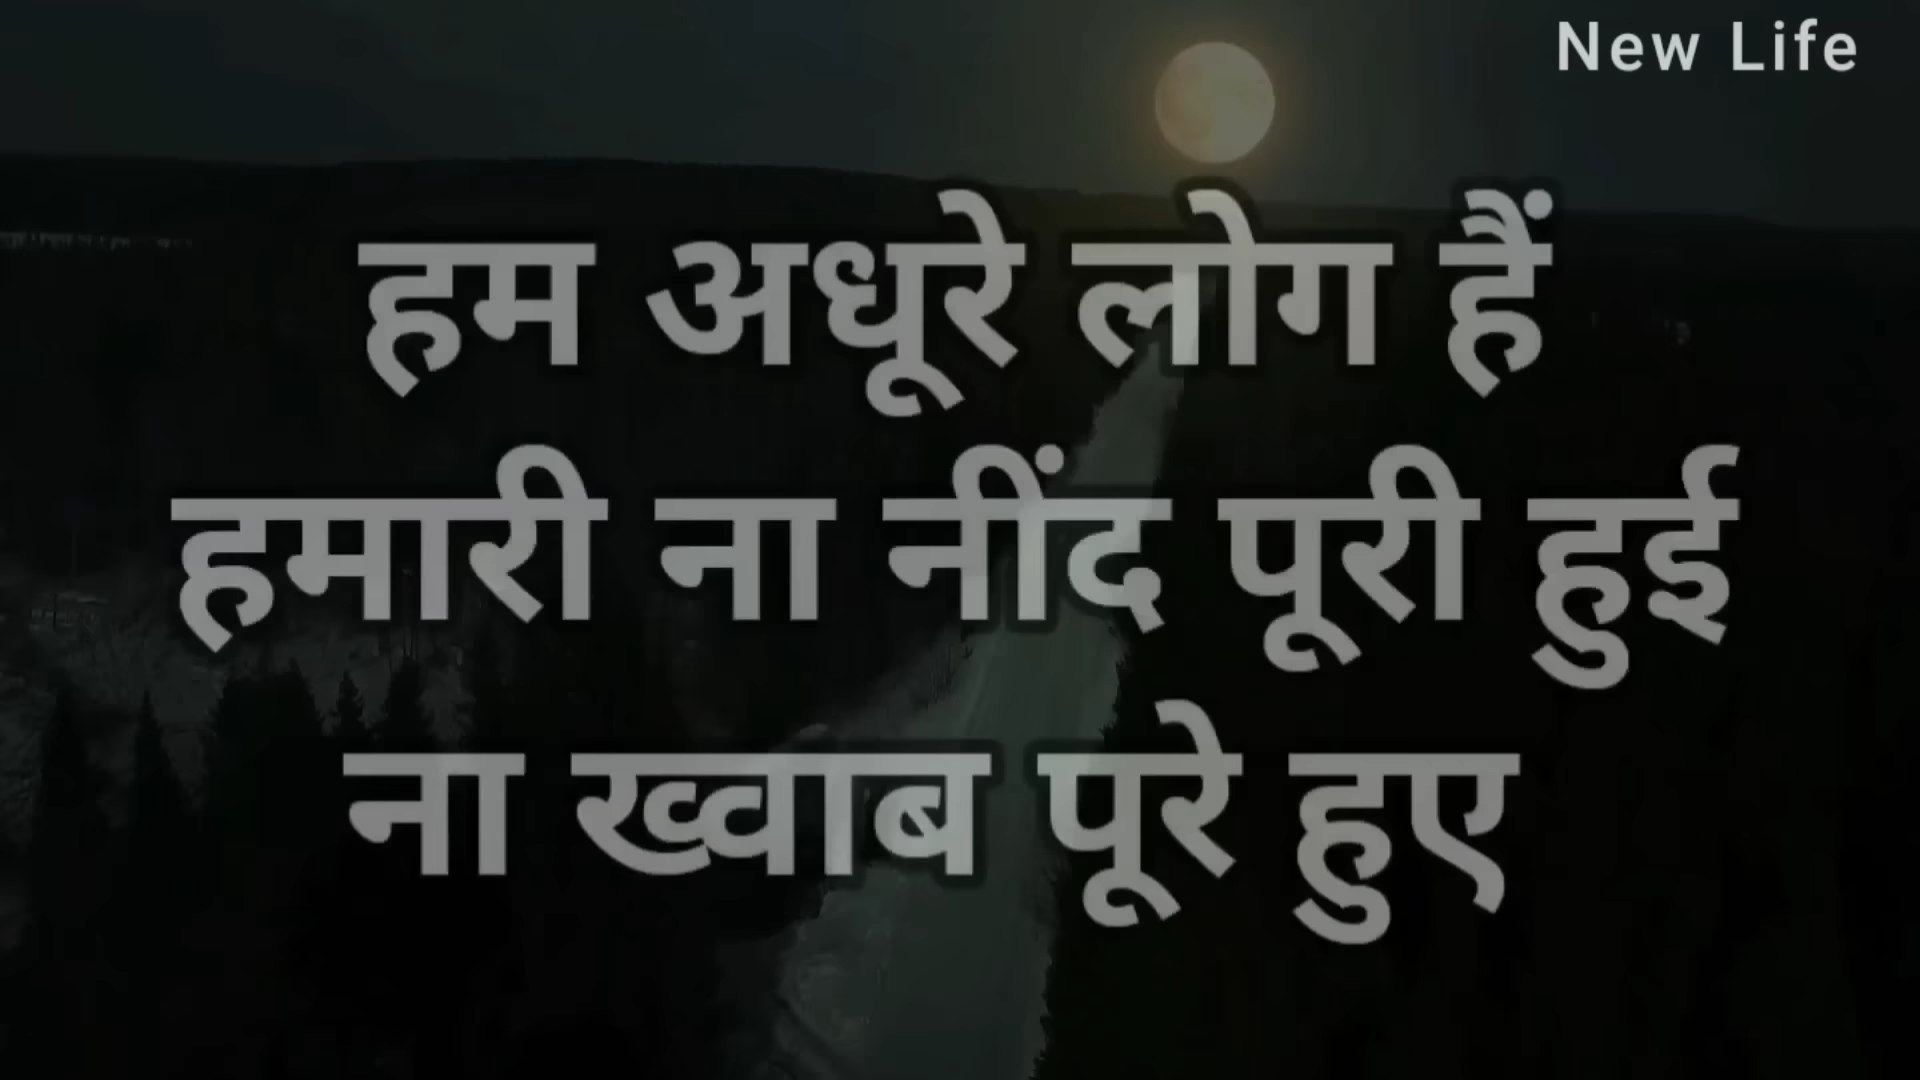 New Life
हम अधूरे लोग हैं
हमारी ना नींद पूरी हुई
ना ख्वाब पूरे हुए